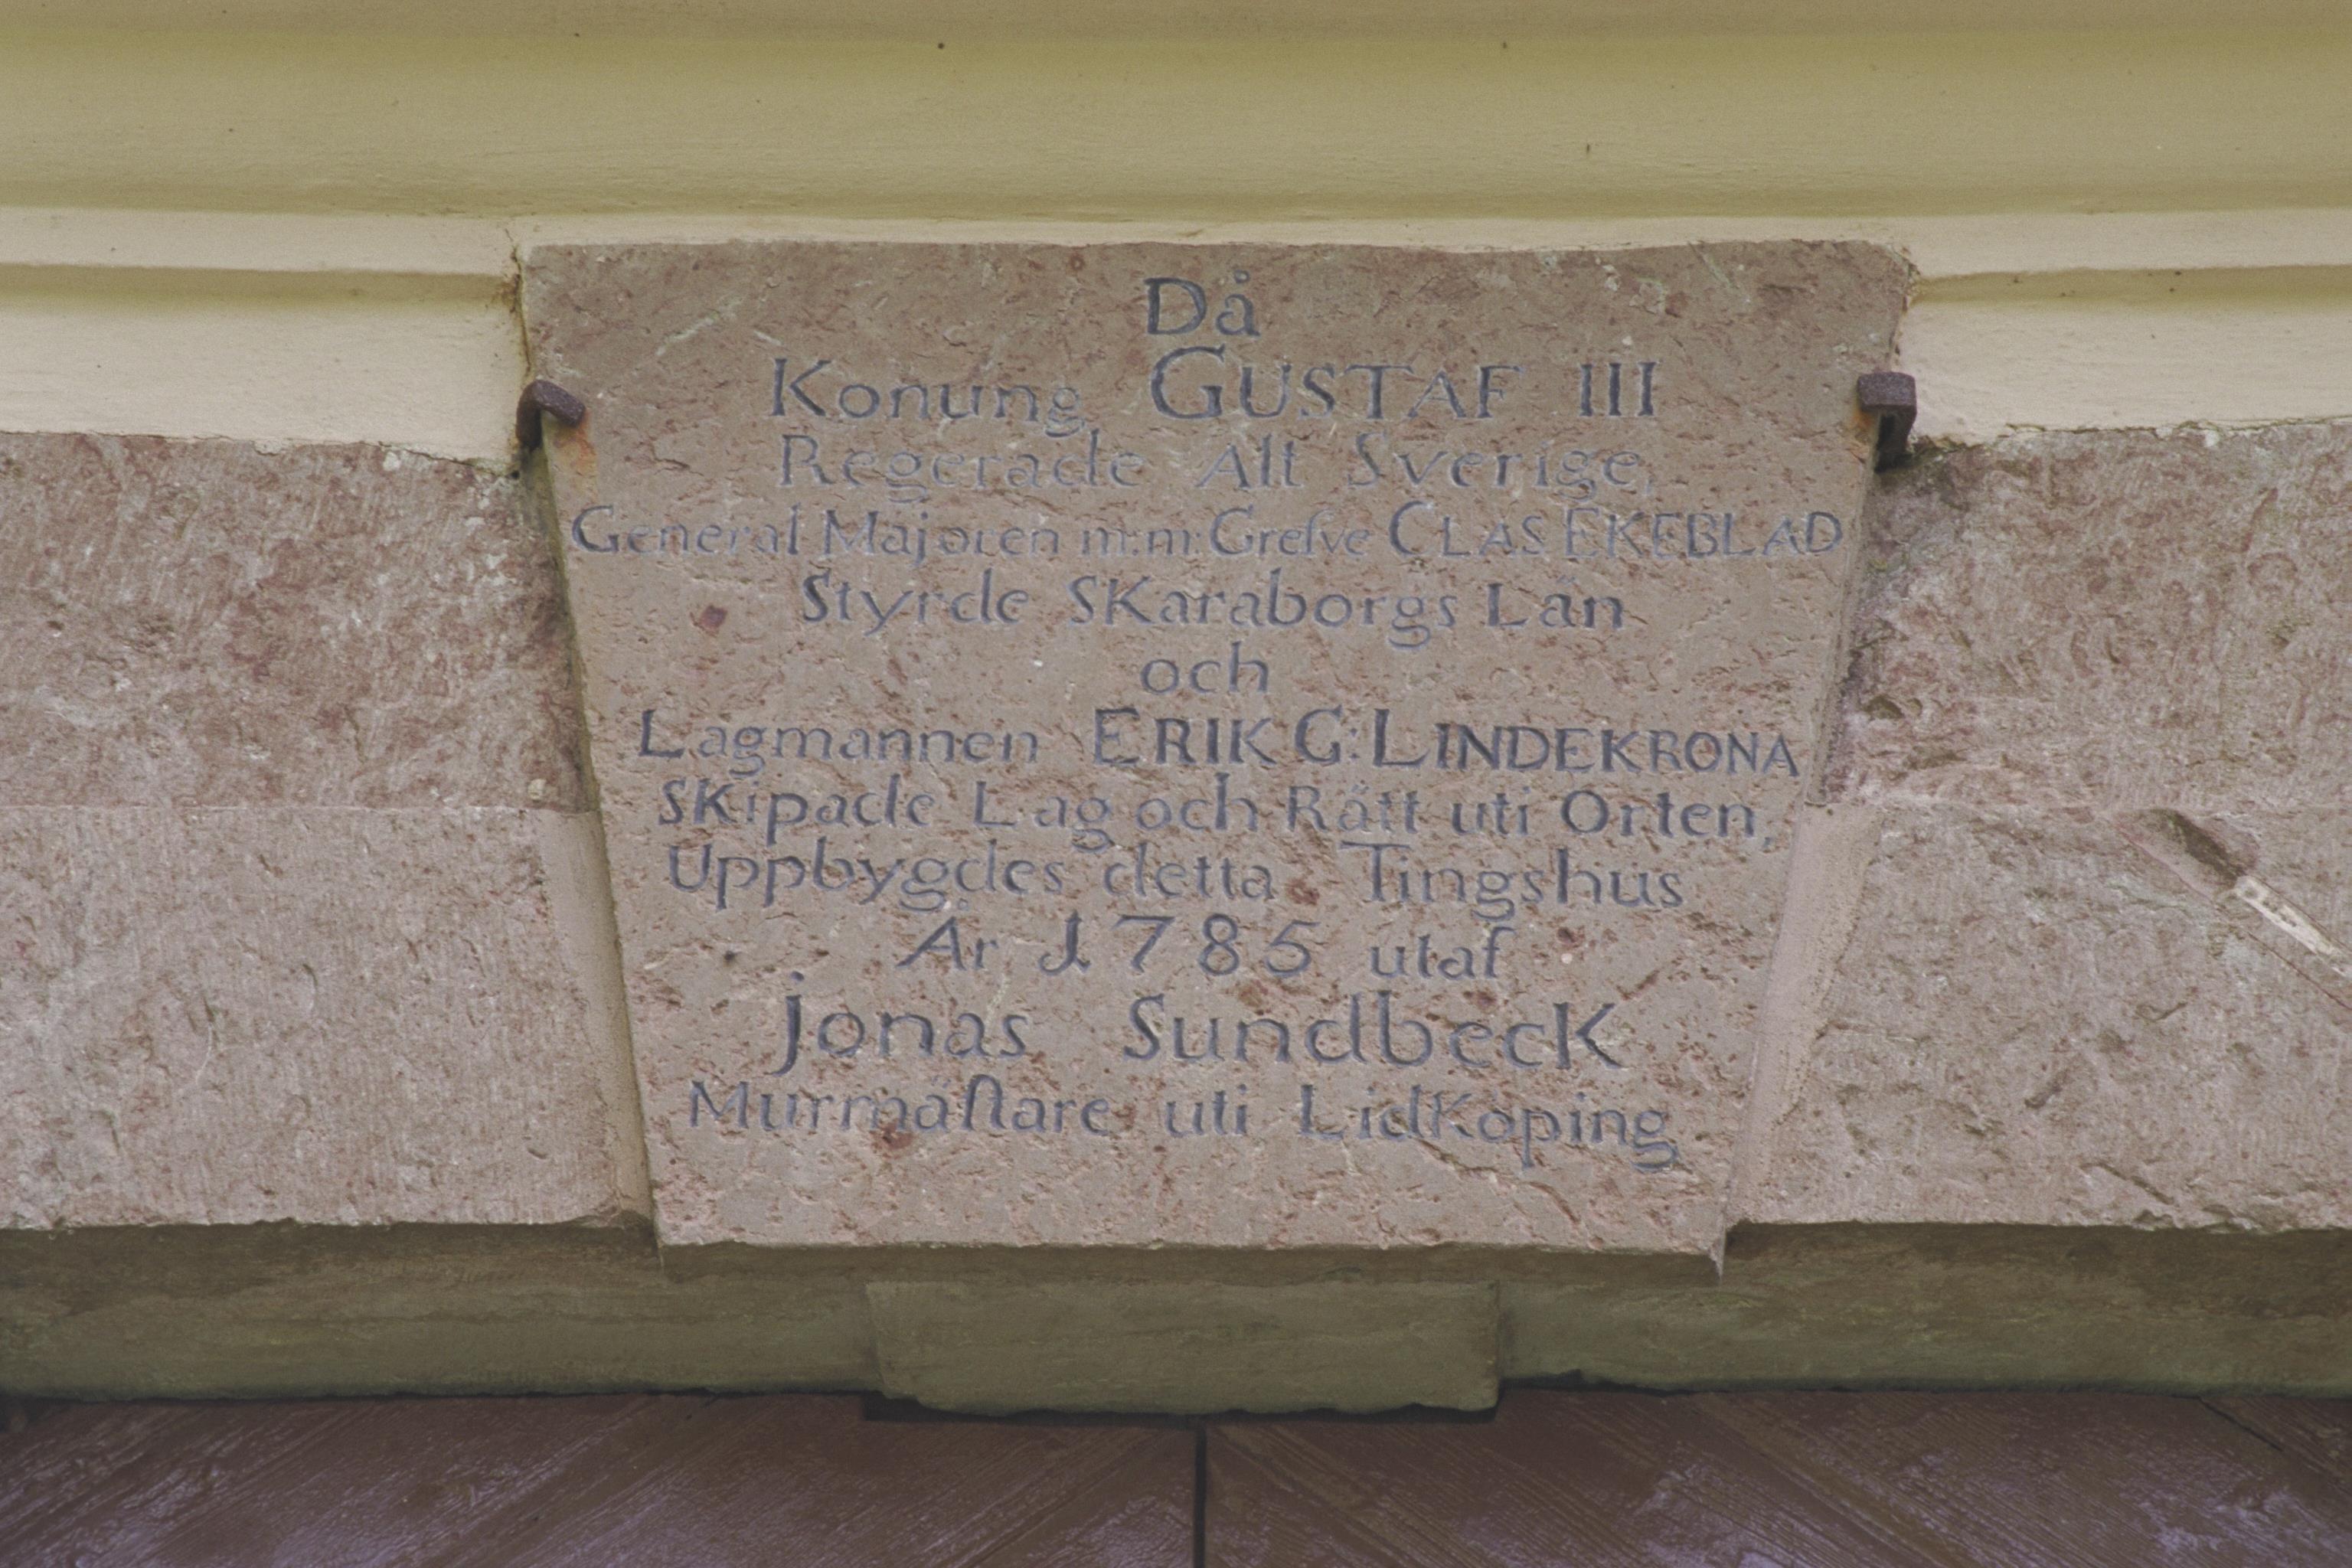 Då
Konung GUSTAF III
Regerade Alt Sverige,
General Majoren m:m: Grefve CLAS EKEBLAD
Styrde SKaraborgs Län
och
Lagmannen ERIK G: LINDEKRONA
SKipade Lag och Rätt uti Orten,
Uppbygdes detta Tingshus
År 1785 utaf
jonas SundbecK
Murmäſtare uti LidKöping